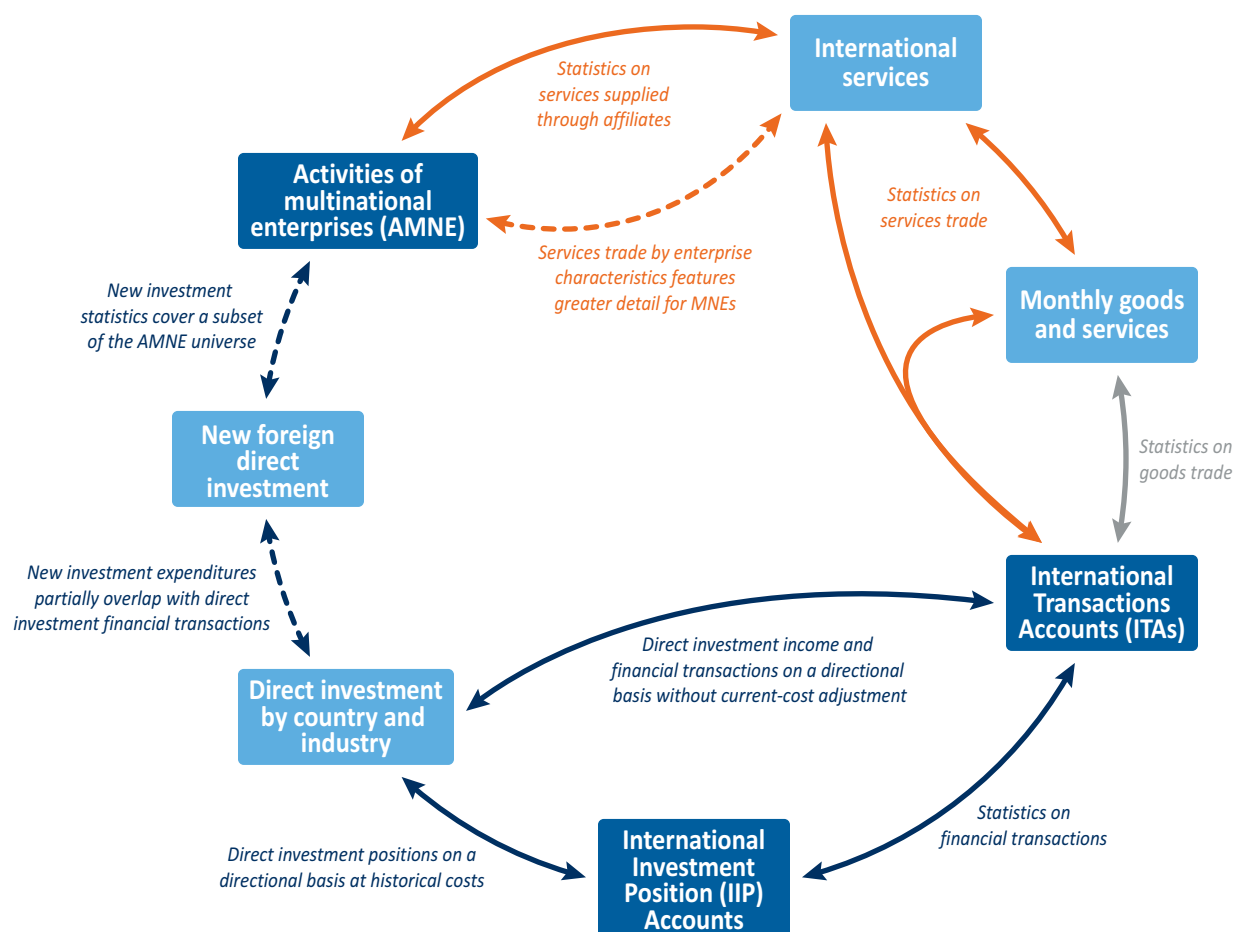 International
services
Statistics on
services supplied
through affiliates
Activities of
multinational
enterprises (AMNE)
Statistics on
services trade
Services trade by enterprise
characteristics features
greater detail for MNEs
New investment
statistics cover a subset
of the AMNE universe
Monthly goods
and services
New foreign
direct
investment
Statistics on
goods trade
New investment expenditures
partially overlap with direct
investment financial transactions
International
Transactions
Accounts (ITAs)
Direct investment income and
financial transactions on a directional
basis without current-cost adjustment
Direct investment
by country and
industry
Statistics on
financial transactions
Direct investment positions on a
directional basis at historical costs
International
Investment
Position (IIP)
Accounts